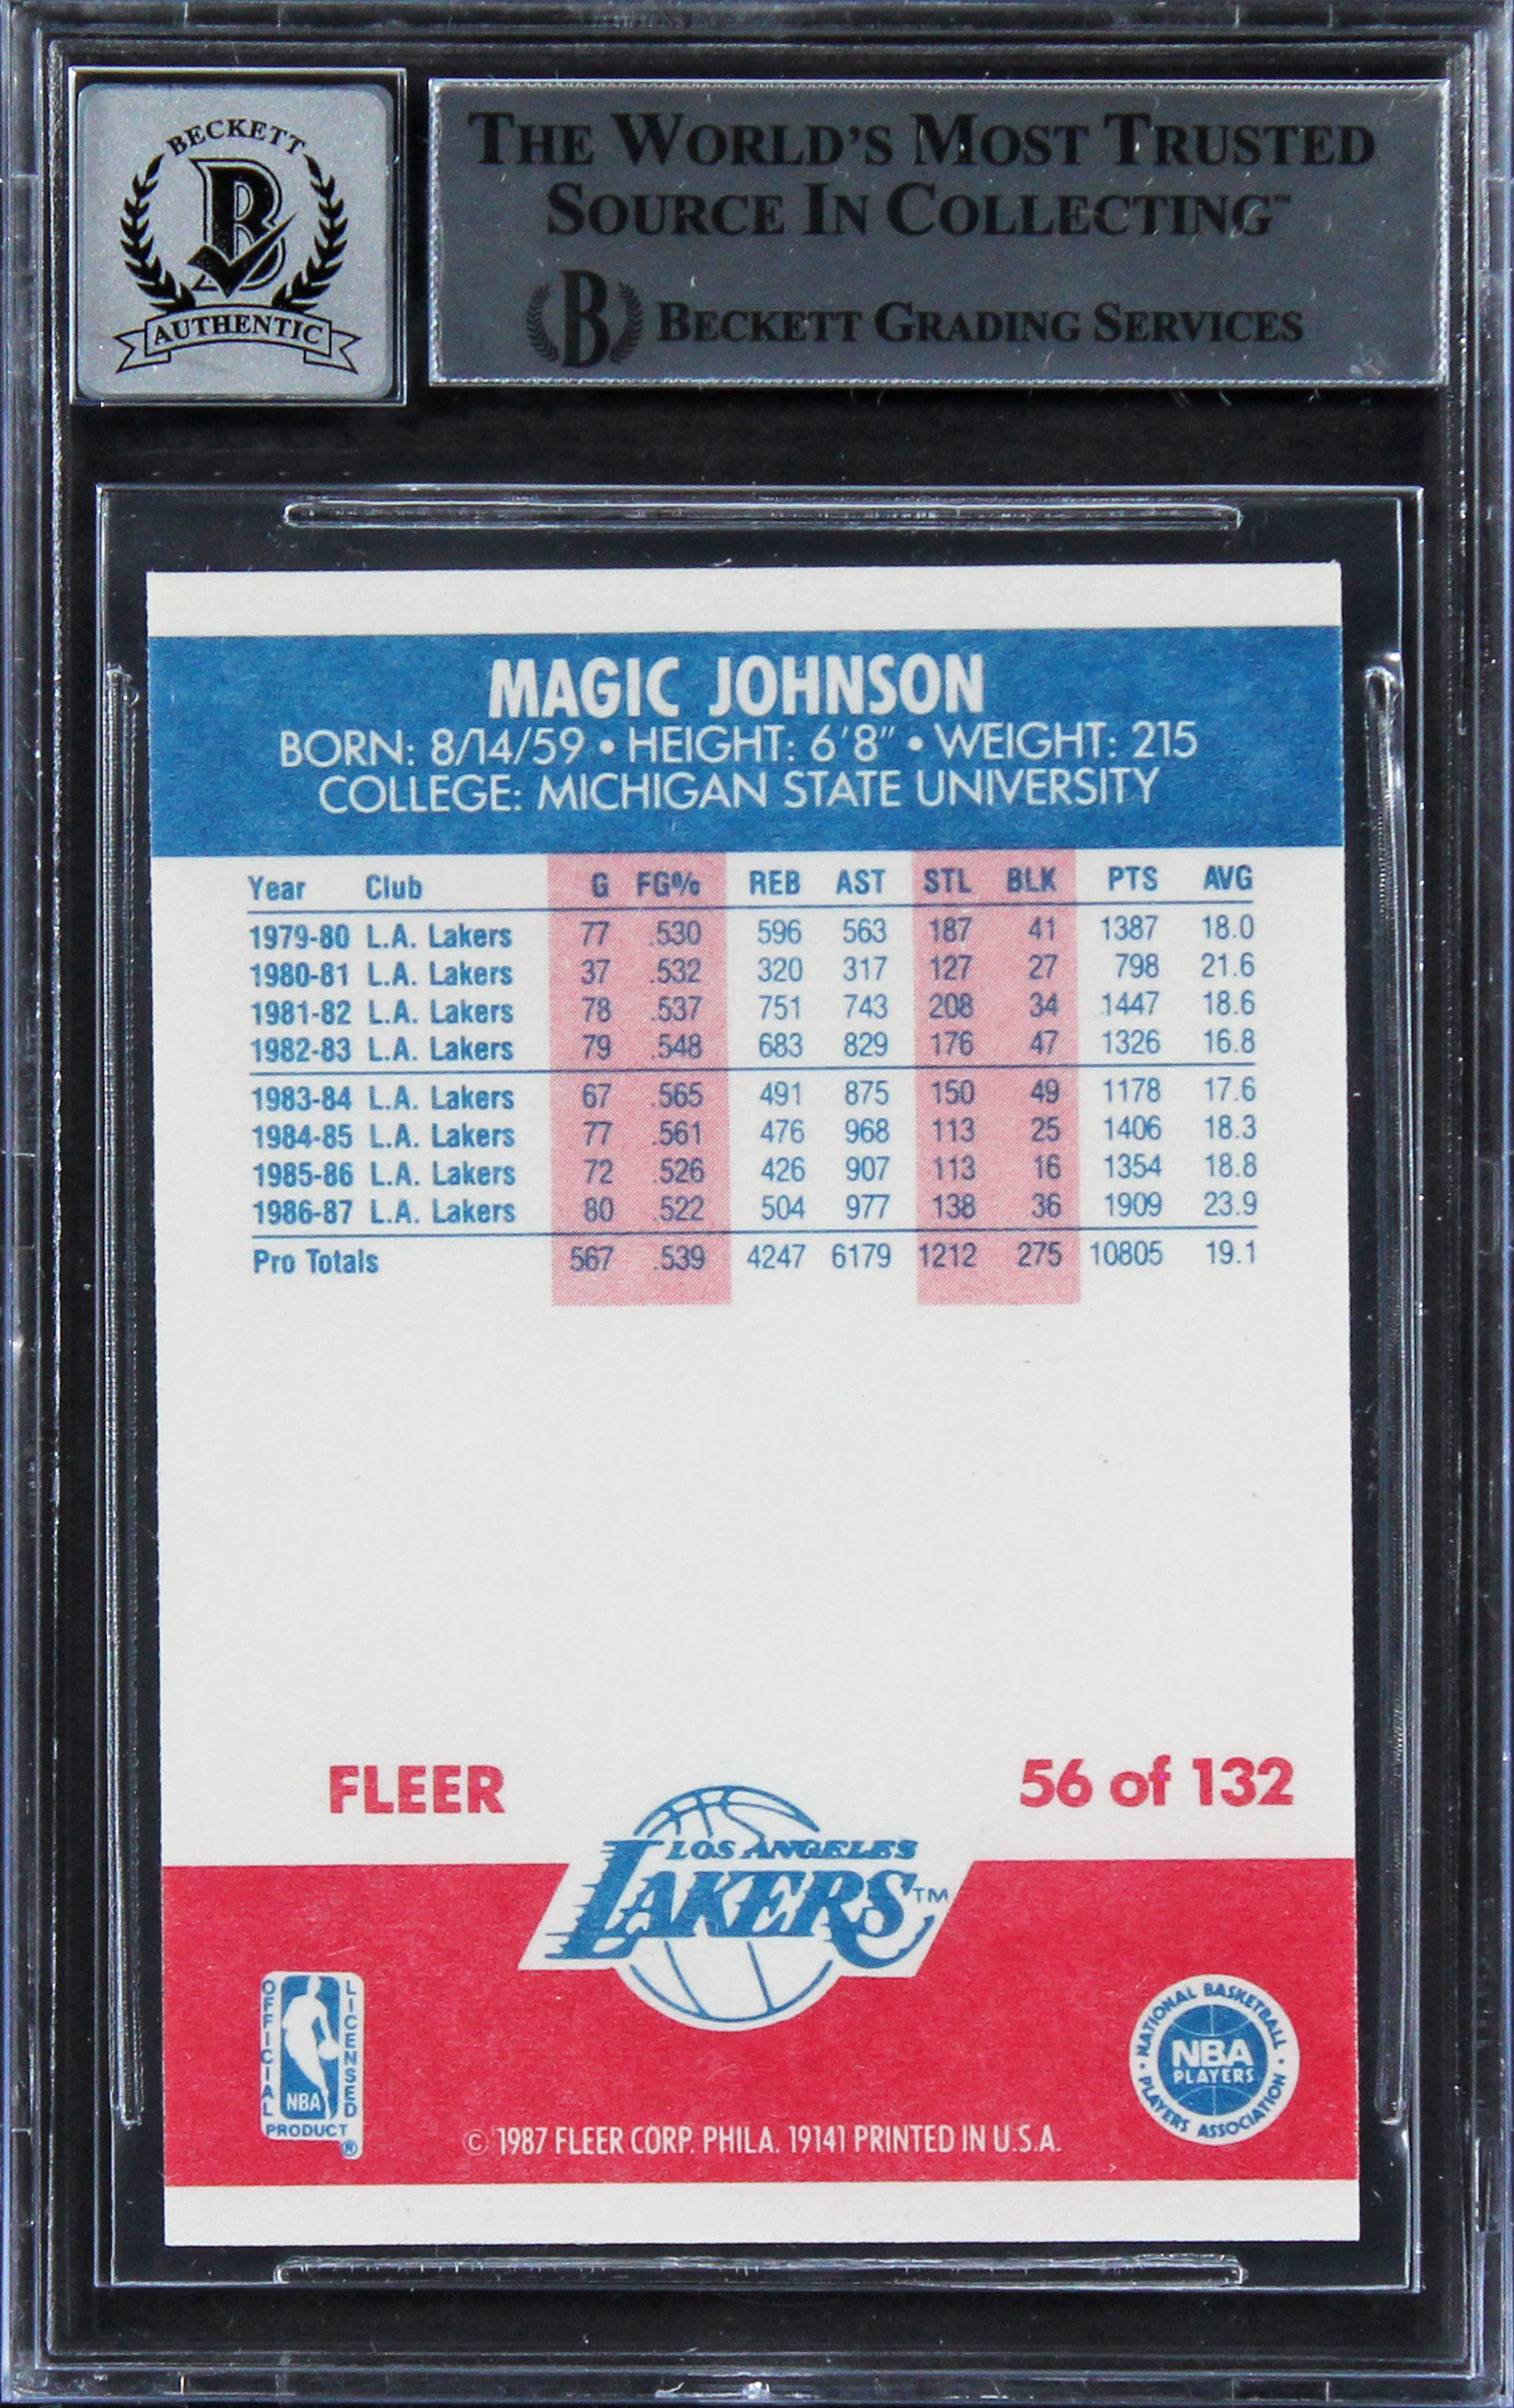 BECKETT
B
AUTHENTIC
THE WORLD'S MOST TRUSTED
SOURCE IN COLLECTING™
B BECKETT GRADING SERVICES
MAGIC JOHNSON
BORN: 8/14/59 • HEIGHT: 6'8" • WEIGHT: 215
COLLEGE: MICHIGAN STATE UNIVERSITY
Year Club G FG% REB AST STL BLK PTS AVG
1979-80 L.A. Lakers 77 .530 596 563 187 41 1387 18.0
1980-81 L.A. Lakers 37 .532 320 317 127 27 798 21.6
1981-82 L.A. Lakers 78 .537 751 743 208 34 1447 18.6
1982-83 L.A. Lakers 79 .548 683 829 176 47 1326 16.8
1983-84 L.A. Lakers 67 .565 491 875 150 49 1178 17.6
1984-85 L.A. Lakers 77 .561 476 968 113 25 1406 18.3
1985-86 L.A. Lakers 72 .526 426 907 113 16 1354 18.8
1986-87 L.A. Lakers 80 .522 504 977 138 36 1909 23.9
Pro Totals 567 .539 4247 6179 1212 275 10805 19.1
FLEER
56 of 132
LOS ANGELES
LAKERS™
OFFICIAL
LICENSED
NBA
PRODUCT
®
• NATIONAL BASKETBALL •
NBA
PLAYERS
PLAYERS ASSOCIATION
© 1987 FLEER CORP. PHILA. 19141 PRINTED IN U.S.A.